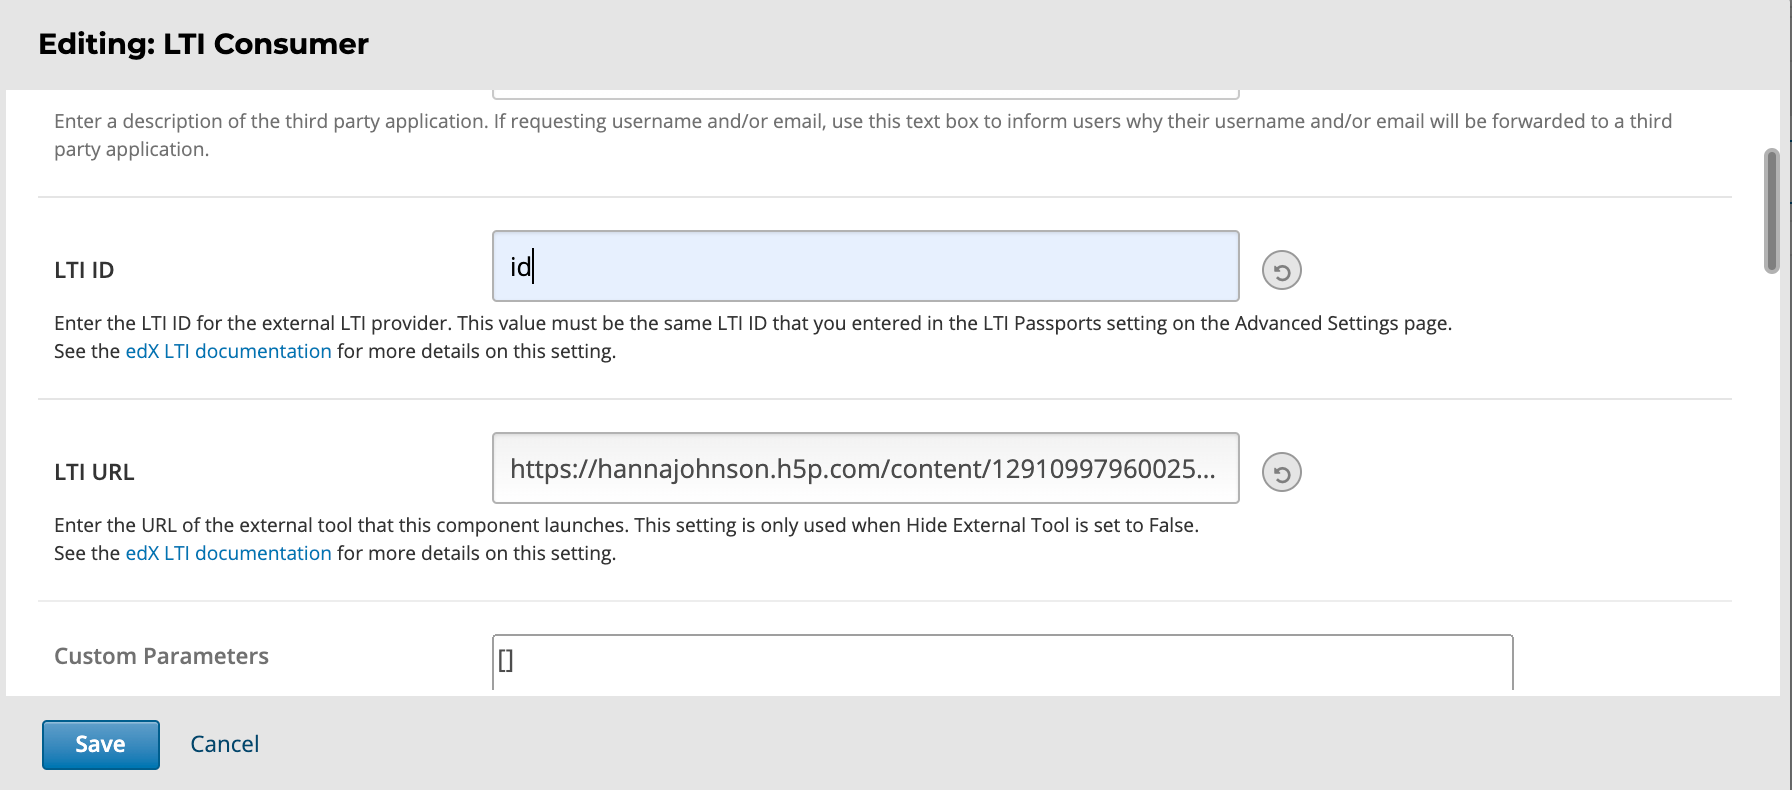 Editing: LTI Consumer
Enter a description of the third party application. If requesting username and/or email, use this text box to inform users why their username and/or email will be forwarded to a third
party application.
LTI ID
id
Enter the LTI ID for the external LTI provider. This value must be the same LTI ID that you entered in the LTI Passports setting on the Advanced Settings page.
See the edX LTI documentation for more details on this setting.
LTI URL
https://hannajohnson.h5p.com/content/12910997960025...
Enter the URL of the external tool that this component launches. This setting is only used when Hide External Tool is set to False.
See the edX LTI documentation for more details on this setting.
Custom Parameters
[]
Save
Cancel